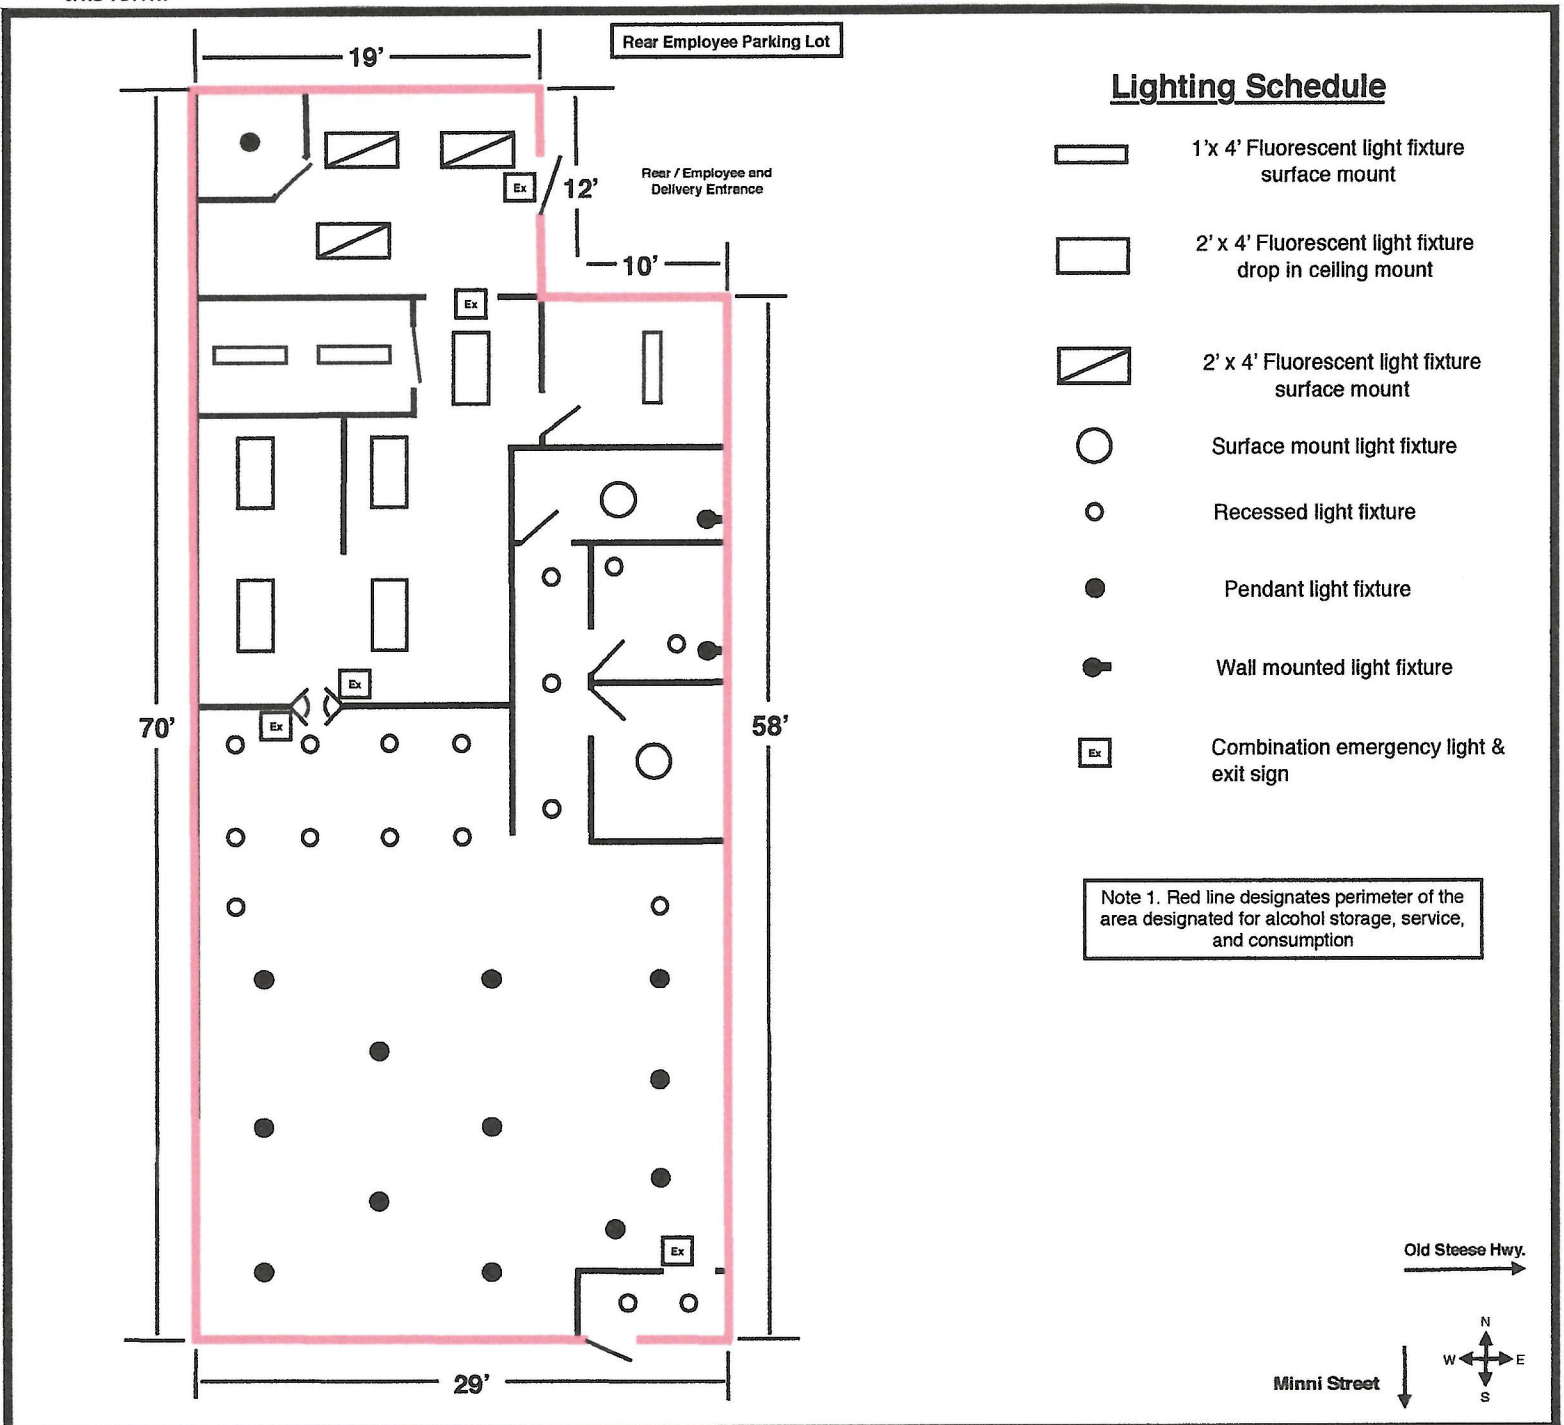 19'
Rear Employee Parking Lot
Lighting Schedule
1'x 4' Fluorescent light fixture
surface mount
Rear / Employee and
Delivery Entrance
Ex
12'
2' x 4' Fluorescent light fixture
drop in ceiling mount
10'
Ex
2' x 4' Fluorescent light fixture
surface mount
Surface mount light fixture
Recessed light fixture
Pendant light fixture
Wall mounted light fixture
Ex
Ex
70'
58'
Ex
Combination emergency light &
exit sign
Note 1. Red line designates perimeter of the
area designated for alcohol storage, service,
and consumption
Ex
Old Steese Hwy.
N
W
E
S
Minni Street
29'